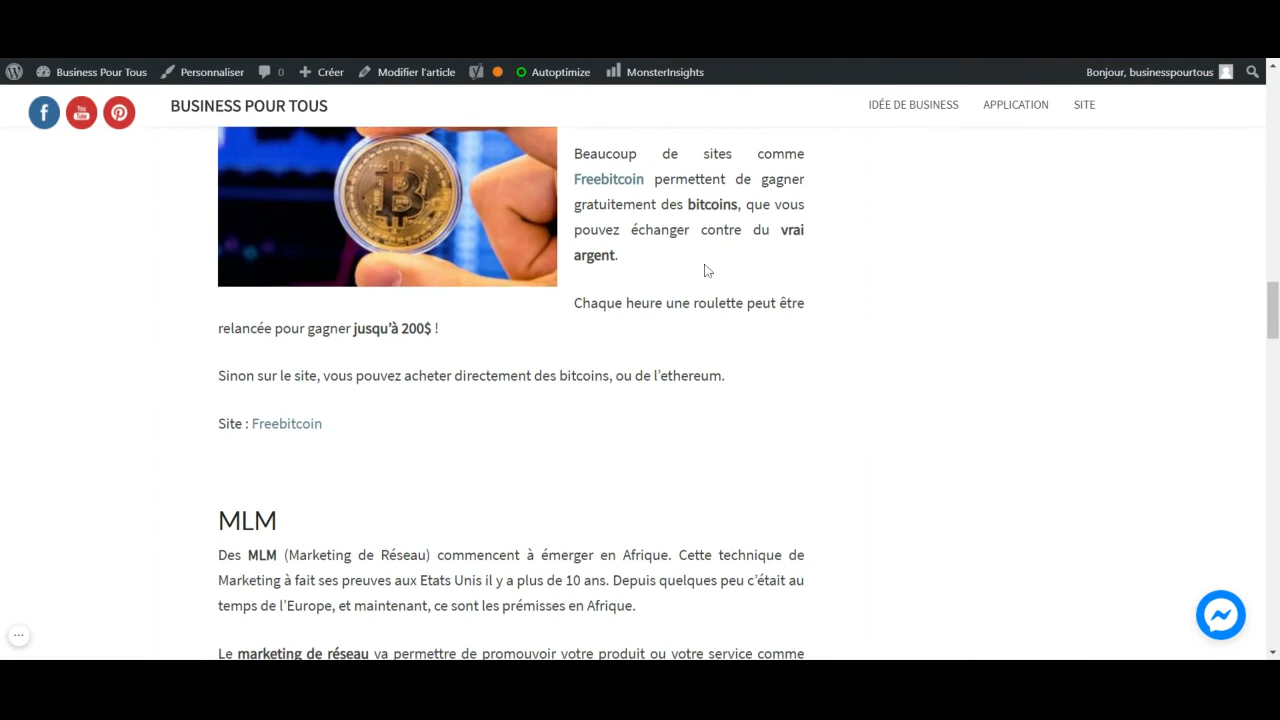 Business Pour Tous Personnaliser 0 Créer Modifier l'article Autoptimize MonsterInsights Bonjour, businesspourtous
BUSINESS POUR TOUS IDÉE DE BUSINESS APPLICATION SITE
Beaucoup de sites comme
Freebitcoin permettent de gagner
gratuitement des bitcoins, que vous
pouvez échanger contre du vrai
argent.
Chaque heure une roulette peut être
relancée pour gagner jusqu'à 200$ !
Sinon sur le site, vous pouvez acheter directement des bitcoins, ou de l'ethereum.
Site : Freebitcoin
MLM
Des MLM (Marketing de Réseau) commencent à émerger en Afrique. Cette technique de
Marketing à fait ses preuves aux Etats Unis il y a plus de 10 ans. Depuis quelques peu c'était au
temps de l'Europe, et maintenant, ce sont les prémisses en Afrique.
Le marketing de réseau va permettre de promouvoir votre produit ou votre service comme